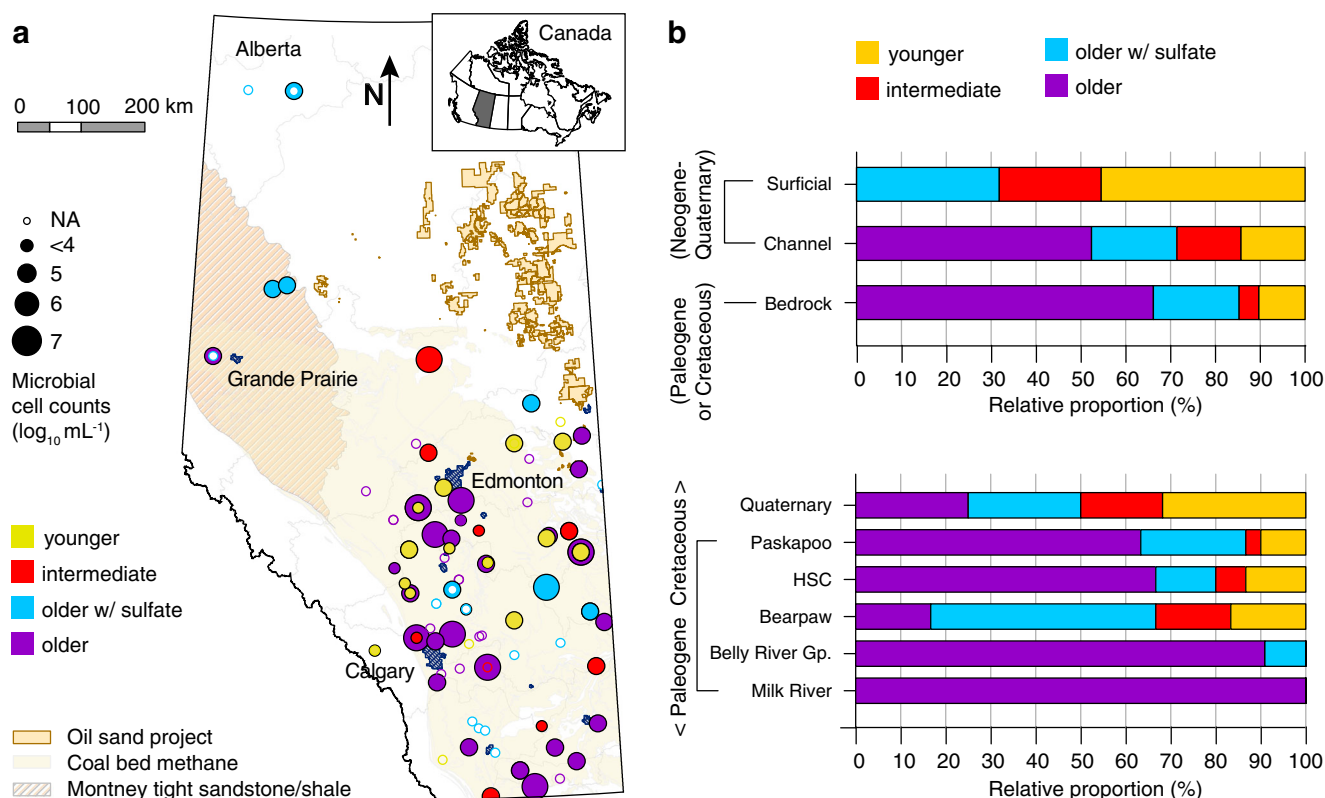 a
Alberta
Canada
N
0 100 200 km
NA
<4
5
6
7
Microbial
cell counts
(log10 mL-1)
Grande Prairie
Edmonton
Calgary
younger
intermediate
older w/ sulfate
older
Oil sand project
Coal bed methane
Montney tight sandstone/shale
b
younger
intermediate
older w/ sulfate
older
(Neogene-
Quaternary)
(Paleogene
or Cretaceous)
Surficial
Channel
Bedrock
0 10 20 30 40 50 60 70 80 90 100
Relative proportion (%)
< Paleogene Cretaceous >
Quaternary
Paskapoo
HSC
Bearpaw
Belly River Gp.
Milk River
0 10 20 30 40 50 60 70 80 90 100
Relative proportion (%)